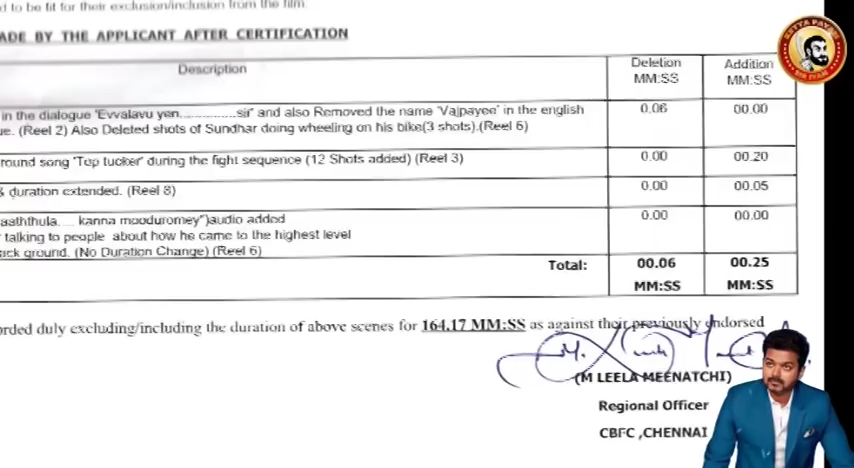 d to be fit for their exclusion/inclusion from the film
ADE BY THE APPLICANT AFTER CERTIFICATION
Description
Deletion MM:SS
Addition MM:SS
in the dialogue 'Evvalavu yen..............sir' and also Removed the name 'Vajpayee' in the english
ue. (Reel 2) Also Deleted shots of Sundhar doing wheeling on his bike(3 shots).(Reel 6)
0.06
00.00
round song 'Top tucker' during the fight sequence (12 Shots added) (Reel 3)
0.00
00.20
& duration extended. (Reel 8)
0.00
00.05
aaththula.... kanna mooduromey")audio added
talking to people about how he came to the highest level
ack ground. (No Duration Change) (Reel 6)
0.00
00.00
Total:
00.06 MM:SS
00.25 MM:SS
orded duly excluding/including the duration of above scenes for 164.17 MM:SS as against their previously endorsed
(M LEELA MEENATCHI)
Regional Officer
CBFC ,CHENNAI